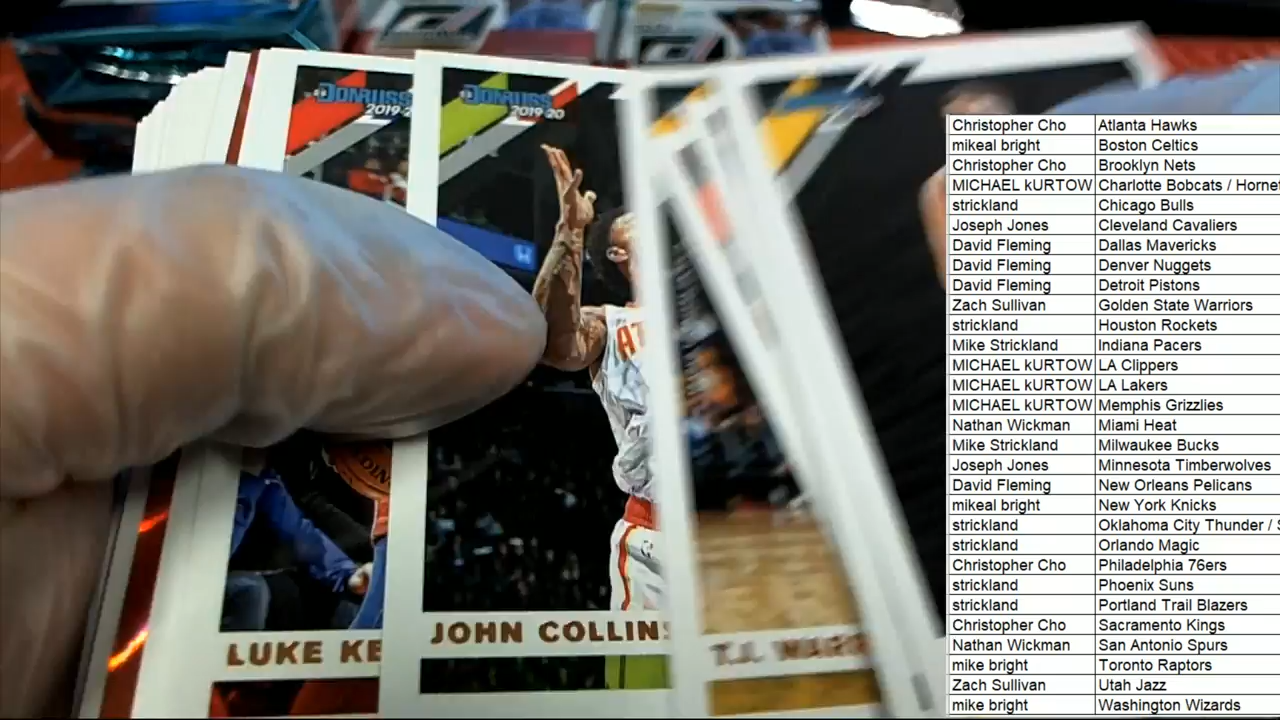 DONRUSS
2019-2
DONRUSS
2019-20
LUKE KE
JOHN COLLINS
T.J. WARR
Christopher Cho Atlanta Hawks
mikeal bright Boston Celtics
Christopher Cho Brooklyn Nets
MICHAEL kURTOW Charlotte Bobcats / Hornet
strickland Chicago Bulls
Joseph Jones Cleveland Cavaliers
David Fleming Dallas Mavericks
David Fleming Denver Nuggets
David Fleming Detroit Pistons
Zach Sullivan Golden State Warriors
strickland Houston Rockets
Mike Strickland Indiana Pacers
MICHAEL kURTOW LA Clippers
MICHAEL kURTOW LA Lakers
MICHAEL kURTOW Memphis Grizzlies
Nathan Wickman Miami Heat
Mike Strickland Milwaukee Bucks
Joseph Jones Minnesota Timberwolves
David Fleming New Orleans Pelicans
mikeal bright New York Knicks
strickland Oklahoma City Thunder / S
strickland Orlando Magic
Christopher Cho Philadelphia 76ers
strickland Phoenix Suns
strickland Portland Trail Blazers
Christopher Cho Sacramento Kings
Nathan Wickman San Antonio Spurs
mike bright Toronto Raptors
Zach Sullivan Utah Jazz
mike bright Washington Wizards